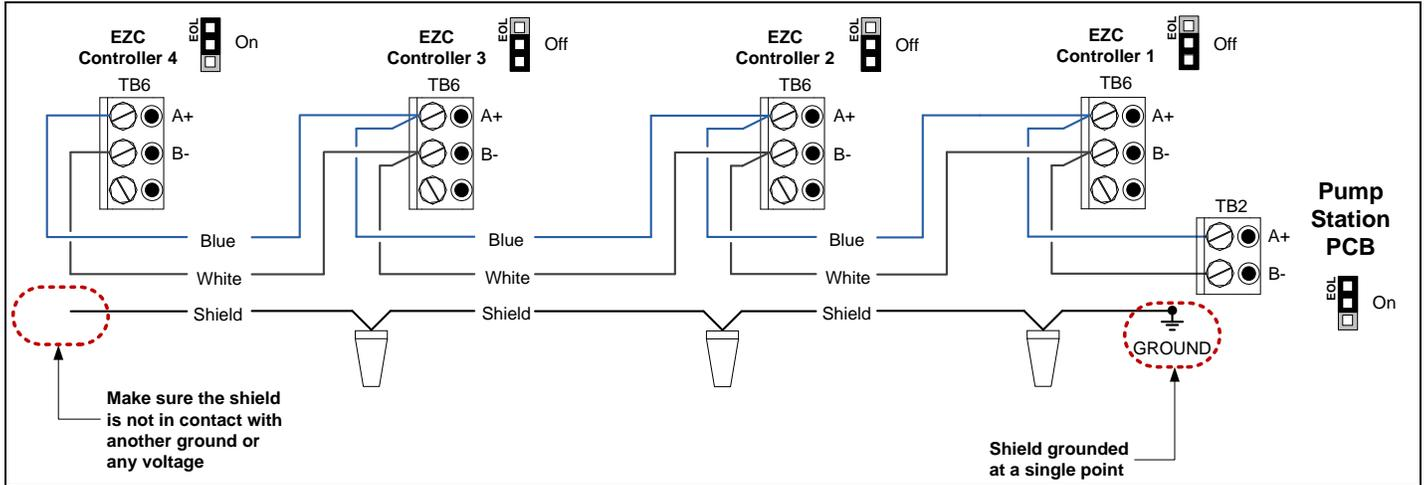 EZC
Controller 4
EOL
On
TB6
A+
B-
EZC
Controller 3
EOL
Off
TB6
A+
B-
EZC
Controller 2
EOL
Off
TB6
A+
B-
EZC
Controller 1
EOL
Off
TB6
A+
B-
Pump
Station
PCB
TB2
A+
B-
EOL
On
Blue
Blue
Blue
White
White
White
Shield
Shield
Shield
GROUND
Make sure the shield
is not in contact with
another ground or
any voltage
Shield grounded
at a single point